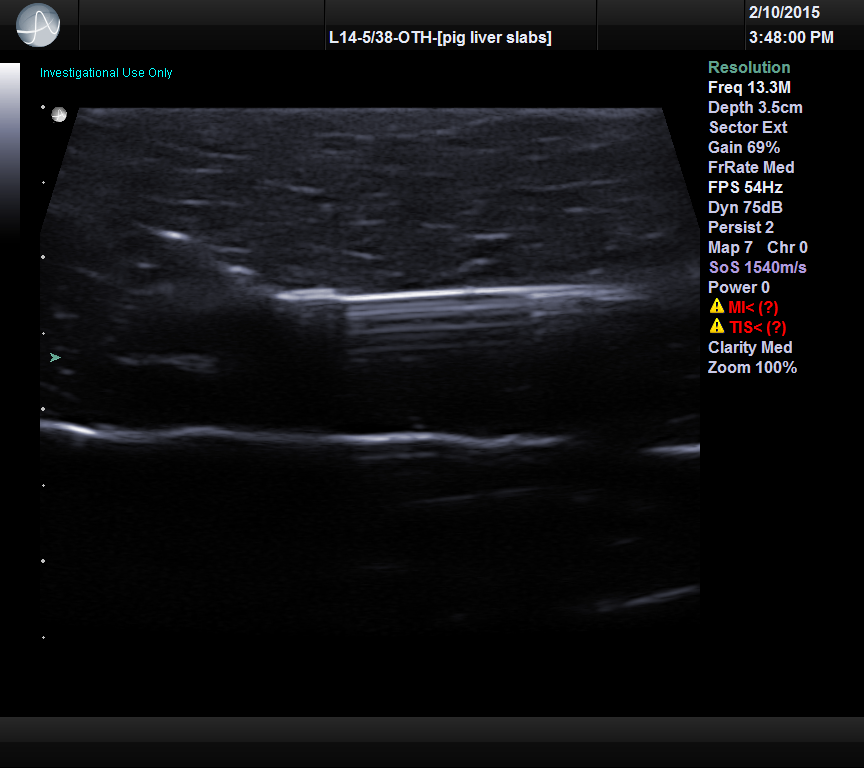 2/10/2015
L14-5/38-OTH-[pig liver slabs]
3:48:00 PM
Investigational Use Only
Resolution
Freq 13.3M
Depth 3.5cm
Sector Ext
Gain 69%
FrRate Med
FPS 54Hz
Dyn 75dB
Persist 2
Map 7 Chr 0
SoS 1540m/s
Power 0
MI< (?)
TIS< (?)
Clarity Med
Zoom 100%